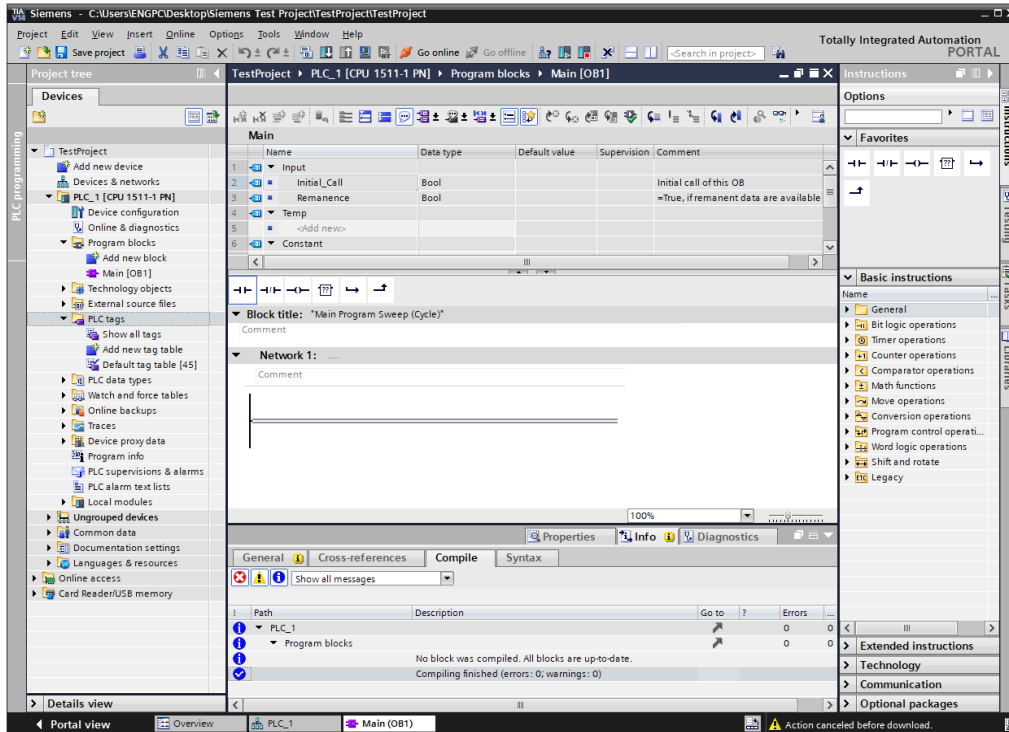 TIA V14 Siemens - C:\Users\ENGPC\Desktop\Siemens Test Project\TestProject\TestProject
Project Edit View Insert Online Options Tools Window Help
Totally Integrated Automation
PORTAL
Save project Go online Go offline <Search in project>
Project tree
Devices
PLC programming
TestProject
Add new device
Devices & networks
PLC_1 [CPU 1511-1 PN]
Device configuration
Online & diagnostics
Program blocks
Add new block
Main [OB1]
Technology objects
External source files
PLC tags
Show all tags
Add new tag table
Default tag table [45]
PLC data types
Watch and force tables
Online backups
Traces
Device proxy data
Program info
PLC supervisions & alarms
PLC alarm text lists
Local modules
Ungrouped devices
Common data
Documentation settings
Languages & resources
Online access
Card Reader/USB memory
Details view
TestProject PLC_1 [CPU 1511-1 PN] Program blocks Main [OB1]
Main
Name Data type Default value Supervision Comment
1 Input
2 Initial_Call Bool Initial call of this OB
3 Remanence Bool =True, if remanent data are available
4 Temp
5 <Add new>
6 Constant
??
Block title: "Main Program Sweep (Cycle)"
Comment
Network 1: .....
Comment
100%
Properties Info Diagnostics
General Cross-references Compile Syntax
Show all messages
! Path Description Go to ? Errors ...
PLC_1 0 0
Program blocks 0 0
No block was compiled. All blocks are up-to-date.
Compiling finished (errors: 0; warnings: 0)
Instructions
Options
Favorites
??
Basic instructions
Name ...
General
Bit logic operations
Timer operations
Counter operations
Comparator operations
Math functions
Move operations
Conversion operations
Program control operati...
Word logic operations
Shift and rotate
Legacy
Extended instructions
Technology
Communication
Optional packages
Instructions
Testing
Tasks
Libraries
Portal view Overview PLC_1 Main (OB1) Action canceled before download.